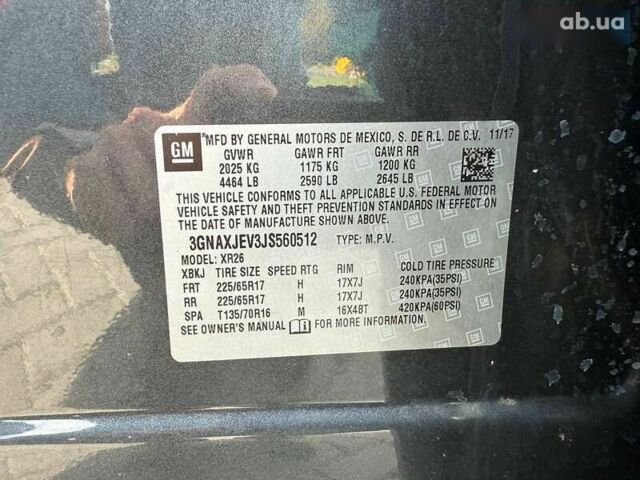 ab.ua
GM
MFD BY GENERAL MOTORS DE MEXICO, S. DE R.L. DE C.V. 11/17
GVWR GAWR FRT GAWR RR
2025 KG 1175 KG 1200 KG
4464 LB 2590 LB 2645 LB
THIS VEHICLE CONFORMS TO ALL APPLICABLE U.S. FEDERAL MOTOR
VEHICLE SAFETY AND THEFT PREVENTION STANDARDS IN EFFECT ON
THE DATE OF MANUFACTURE SHOWN ABOVE.
3GNAXJEV3JS560512 TYPE: M.P.V.
MODEL: XR26
XBKJ TIRE SIZE SPEED RTG RIM COLD TIRE PRESSURE
FRT 225/65R17 H 17X7J 240KPA(35PSI)
RR 225/65R17 H 17X7J 240KPA(35PSI)
SPA T135/70R16 M 16X4BT 420KPA(60PSI)
SEE OWNER'S MANUAL FOR MORE INFORMATION.